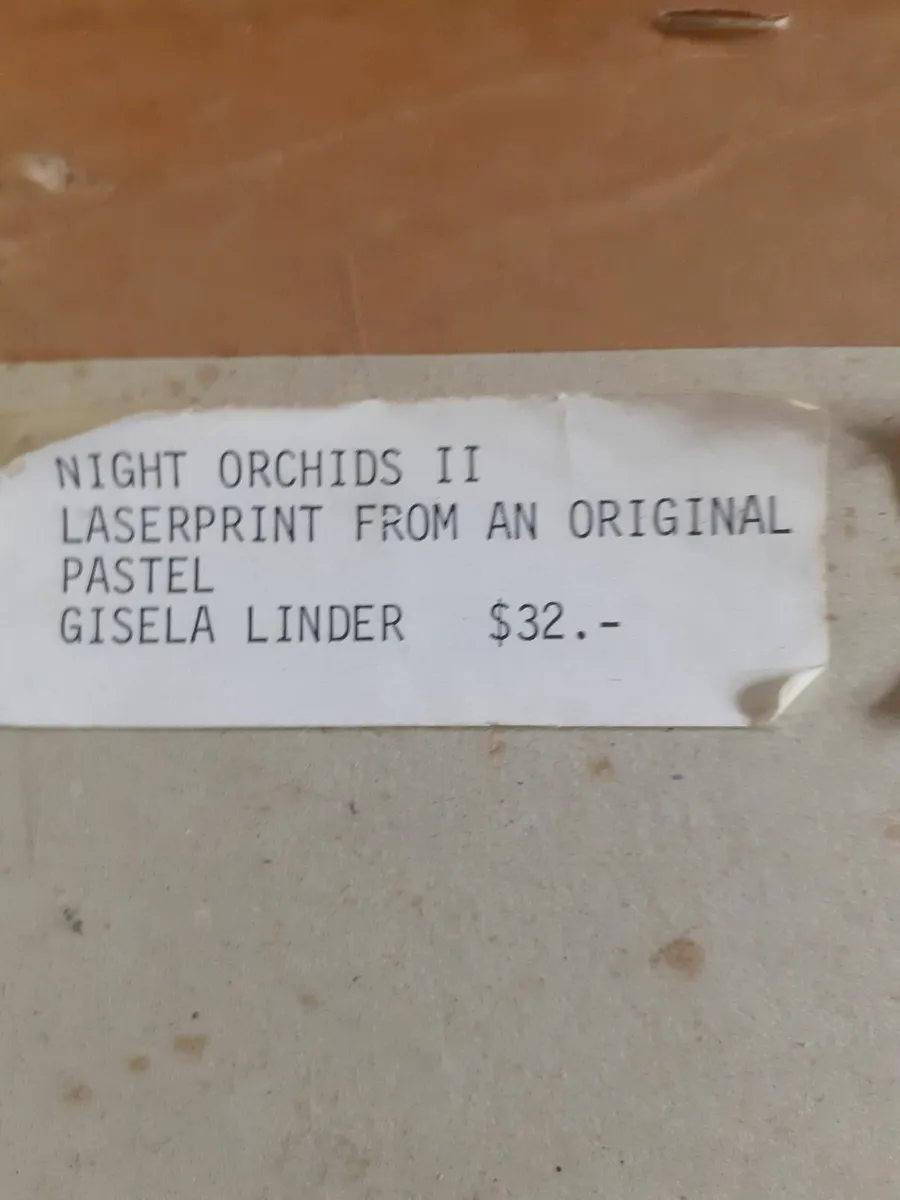 NIGHT ORCHIDS II
LASERPRINT FROM AN ORIGINAL
PASTEL
GISELA LINDER $32.-